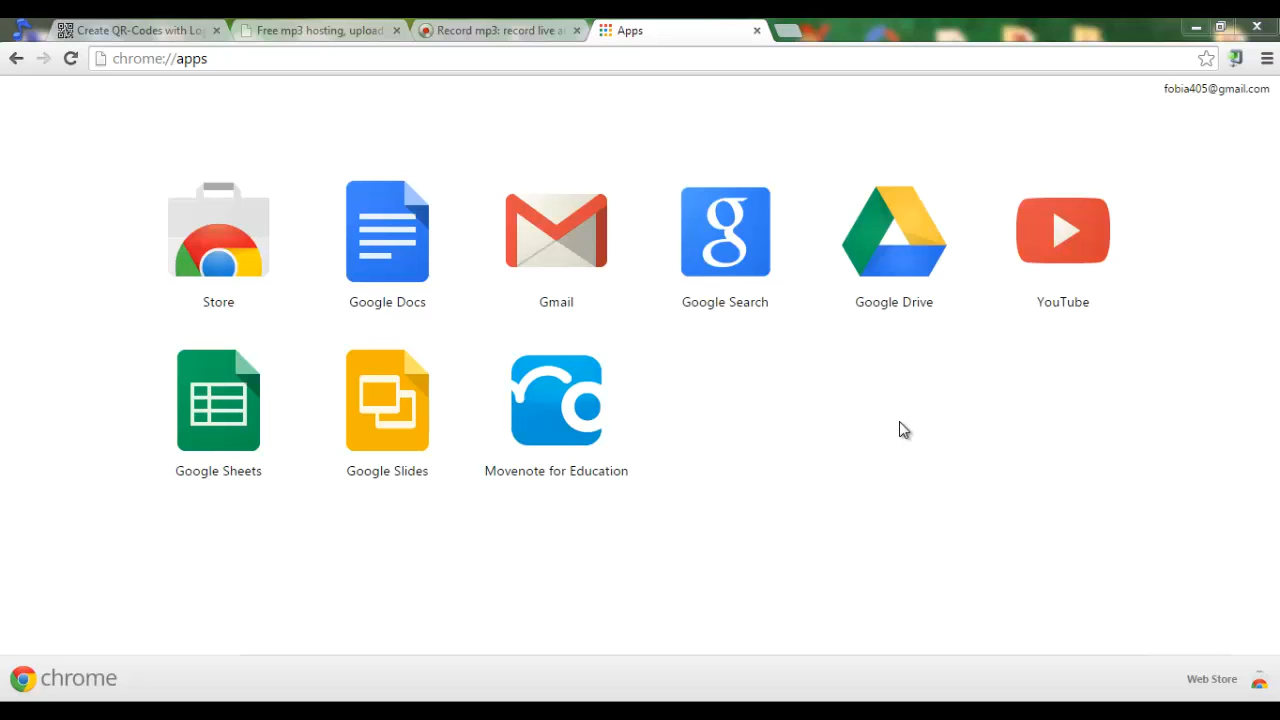 Create QR-Codes with Lo
Free mp3 hosting, upload
Record mp3: record live a
Apps
chrome://apps
fobia405@gmail.com
Store
Google Docs
Gmail
g
Google Search
Google Drive
YouTube
Google Sheets
Google Slides
Movenote for Education
chrome
Web Store